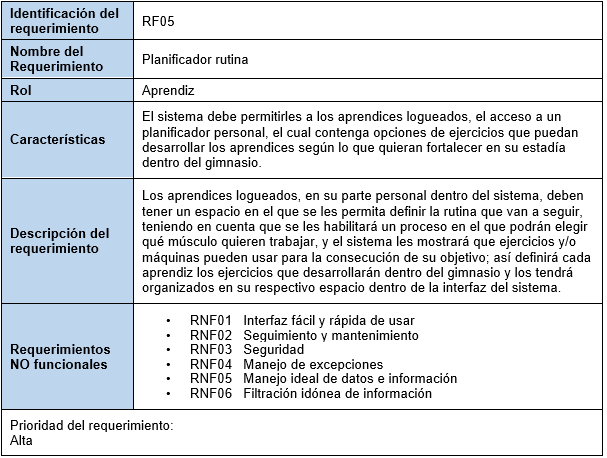 Identificación del
requerimiento
RF05
Nombre del
Requerimiento
Planificador rutina
Rol
Aprendiz
Características
El sistema debe permitirles a los aprendices logueados, el acceso a un
planificador personal, el cual contenga opciones de ejercicios que puedan
desarrollar los aprendices según lo que quieran fortalecer en su estadía
dentro del gimnasio.
Descripción del
requerimiento
Los aprendices logueados, en su parte personal dentro del sistema, deben
tener un espacio en el que se les permita definir la rutina que van a seguir,
teniendo en cuenta que se les habilitará un proceso en el que podrán elegir
qué músculo quieren trabajar, y el sistema les mostrará que ejercicios y/o
máquinas pueden usar para la consecución de su objetivo; así definirá cada
aprendiz los ejercicios que desarrollarán dentro del gimnasio y los tendrá
organizados en su respectivo espacio dentro de la interfaz del sistema.
Requerimientos
NO funcionales
• RNF01 Interfaz fácil y rápida de usar
• RNF02 Seguimiento y mantenimiento
• RNF03 Seguridad
• RNF04 Manejo de excepciones
• RNF05 Manejo ideal de datos e información
• RNF06 Filtración idónea de información
Prioridad del requerimiento:
Alta